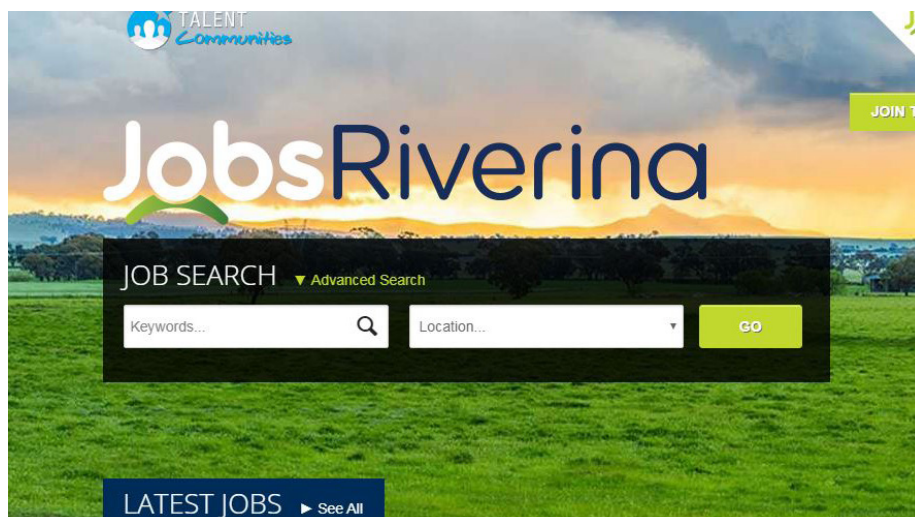 TALENT
Communities
JOIN T
JobsRiverina
JOB SEARCH ▼ Advanced Search
Keywords... Location... ▼ GO
LATEST JOBS ► See All